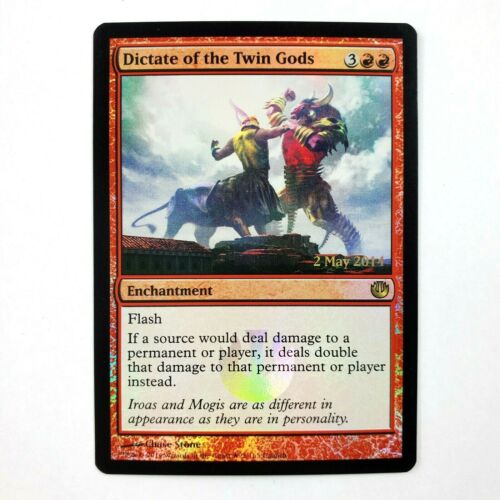 Dictate of the Twin Gods 3
2 May 2014
Enchantment
Flash
If a source would deal damage to a
permanent or player, it deals double
that damage to that permanent or player
instead.
Iroas and Mogis are as different in
appearance as they are in personality.
Chase Stone